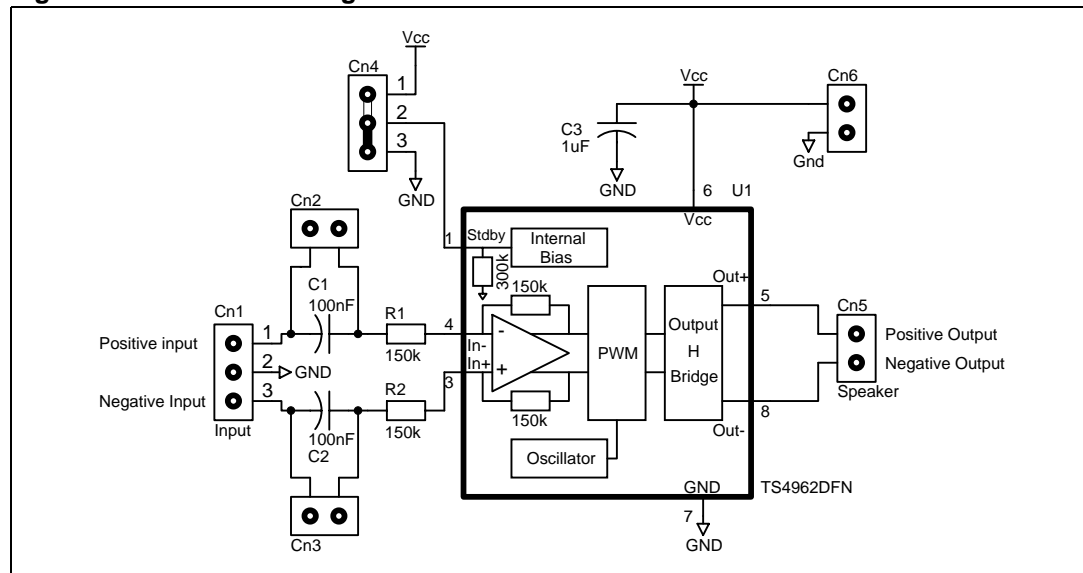 Vcc
Cn4
1
2
3
GND
Vcc
Cn6
C3
1uF
GND
Gnd
6
U1
Vcc
Cn2
1
Stdby
Internal
Bias
300k
150k
Out+
5
Cn5
C1
100nF
Cn1
R1
4
In-
-
150k
Positive input
1
2
GND
3
Negative Input
Input
In+
+
3
R2
150k
100nF
C2
150k
PWM
Output
H
Bridge
Positive Output
Negative Output
Speaker
8
Out-
Oscillator
GND
TS4962DFN
7
GND
Cn3